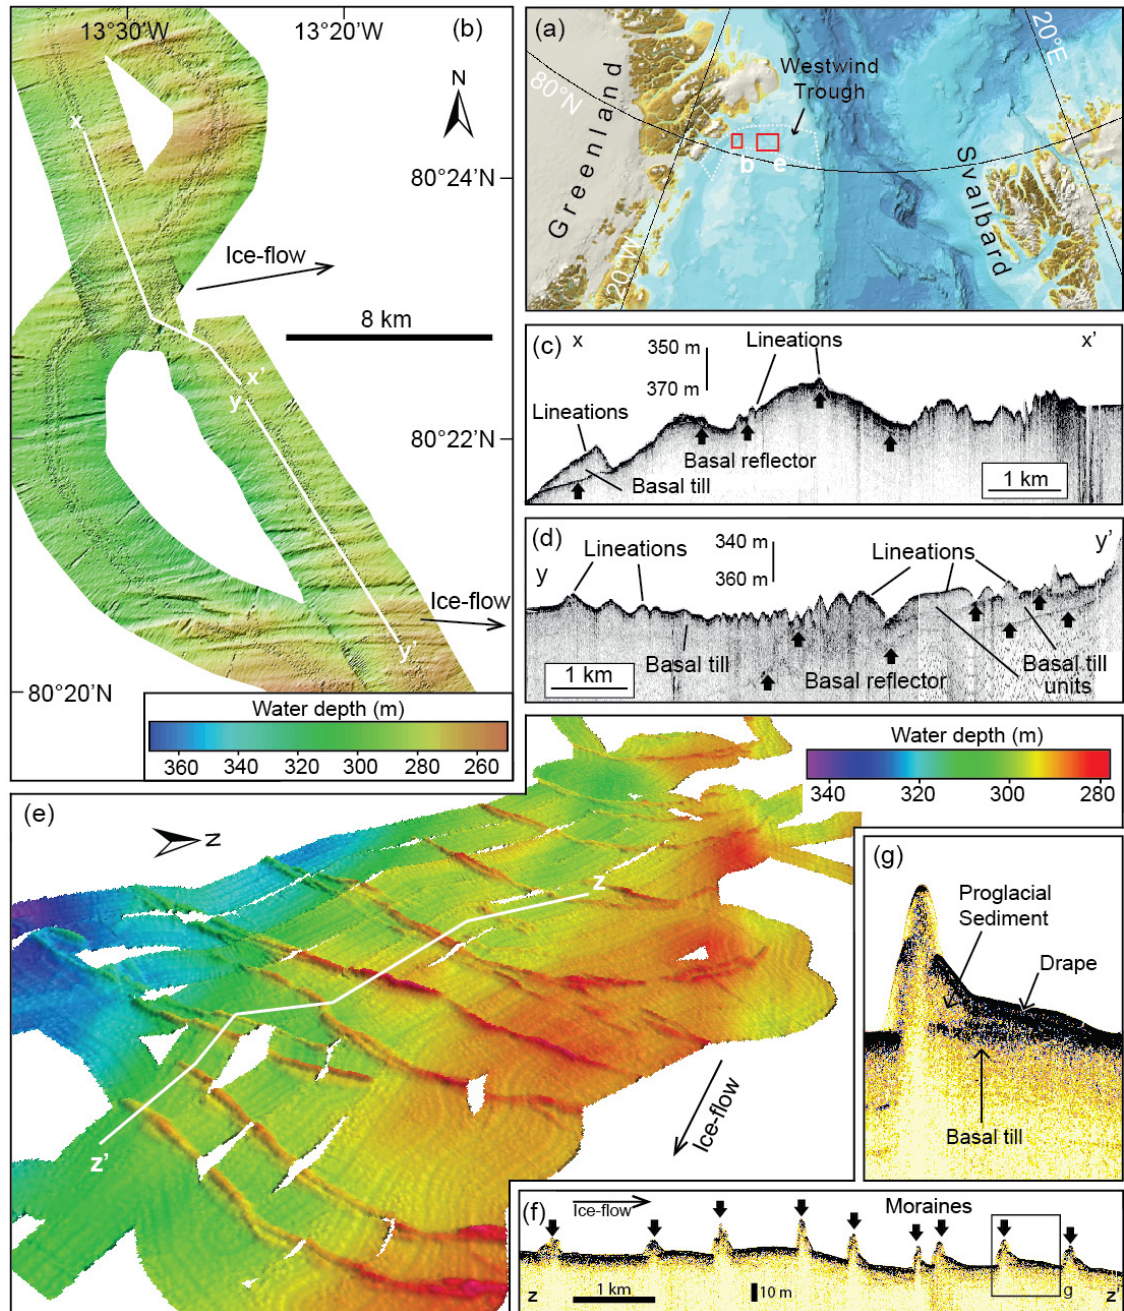 13°30'W
13°20'W
(b)
N
x
80°24'N
Ice-flow
8 km
x'
y
80°22'N
Ice-flow
y'
80°20'N
Water depth (m)
360 340 320 300 280 260
(a)
Westwind
Trough
80°N
20°E
Greenland
b
e
Svalbard
20°W
(c)
x
350 m
370 m
Lineations
x'
Lineations
Basal reflector
Basal till
1 km
(d)
y
Lineations
340 m
360 m
Lineations
y'
Basal till
1 km
Basal reflector
Basal till
units
Water depth (m)
340 320 300 280
(e)
N
z
z'
Ice-flow
(g)
Proglacial
Sediment
Drape
Basal till
(f)
Ice-flow
Moraines
z
1 km
10 m
g
z'